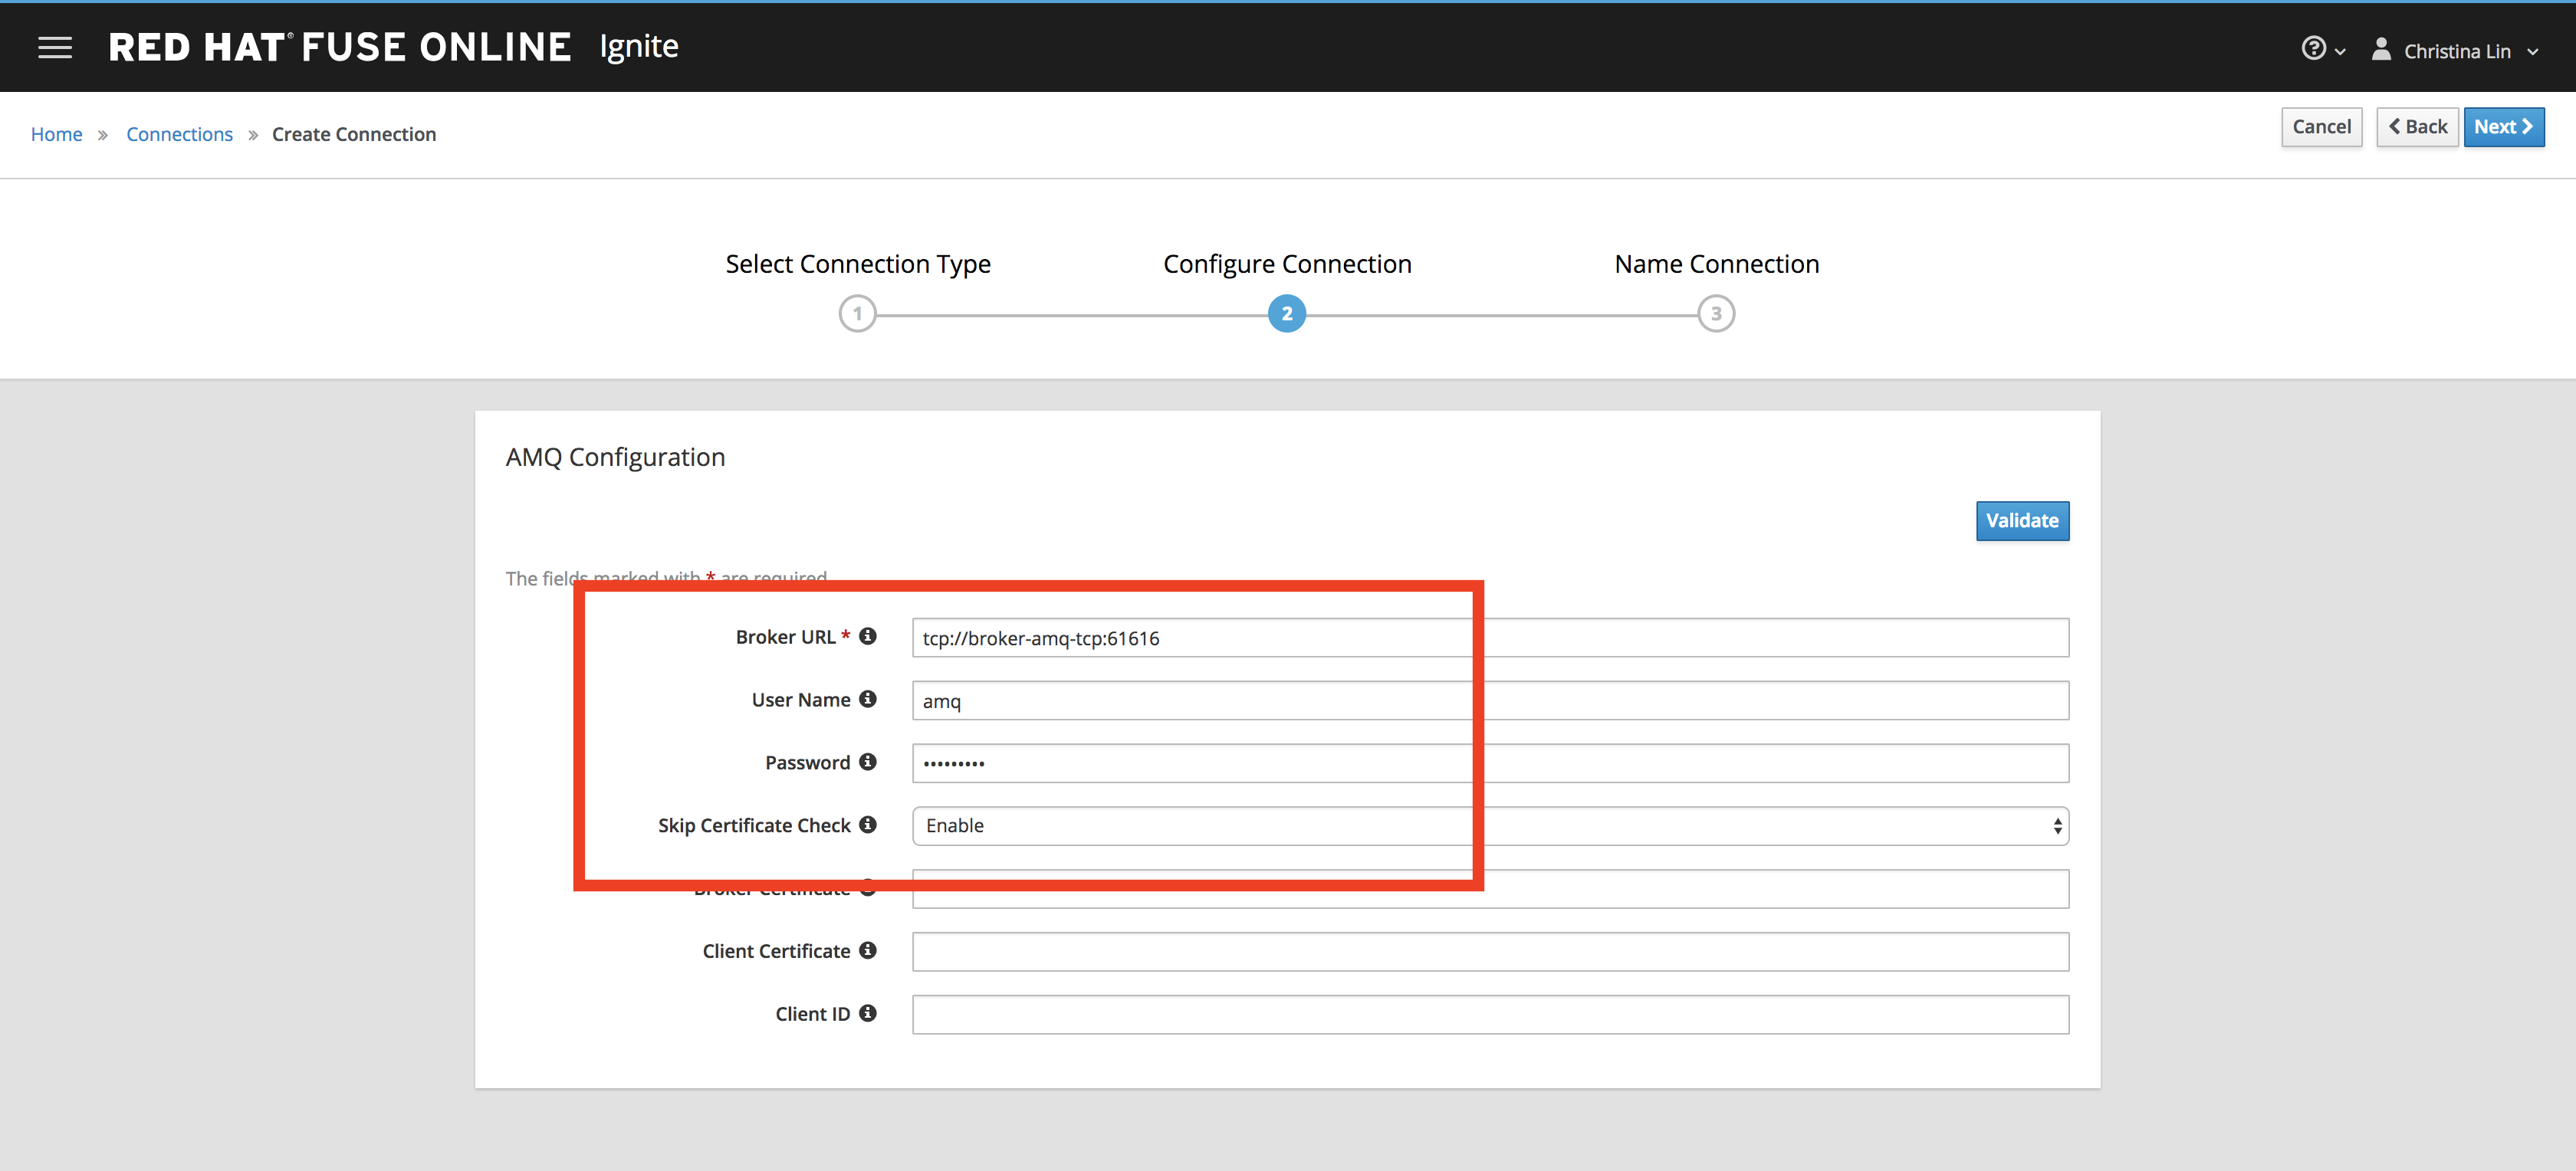 RED HAT® FUSE ONLINE Ignite
Christina Lin
Home » Connections » Create Connection
Cancel Back Next
Select Connection Type Configure Connection Name Connection
1 2 3
AMQ Configuration
Validate
The fields marked with * are required
Broker URL * tcp://broker-amq-tcp:61616
User Name amq
Password •••••••••
Skip Certificate Check Enable
Broker Certificate
Client Certificate
Client ID